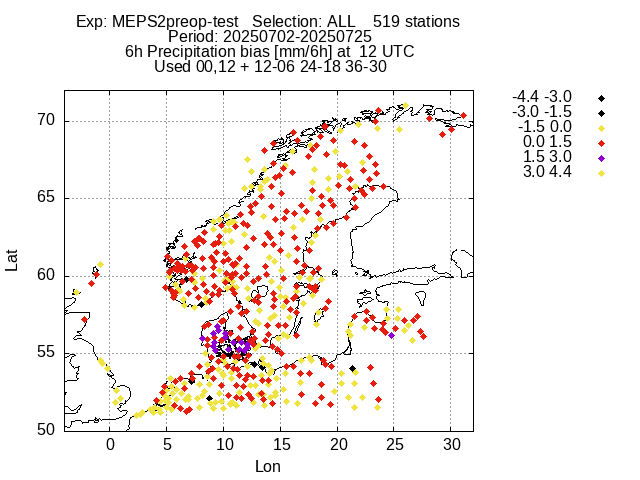 Exp: MEPS2preop-test Selection: ALL 519 stations
Period: 20250702-20250725
6h Precipitation bias [mm/6h] at 12 UTC
Used 00,12 + 12-06 24-18 36-30
-4.4 -3.0
-3.0 -1.5
-1.5 0.0
0.0 1.5
1.5 3.0
3.0 4.4
70
65
60
55
50
Lat
0 5 10 15 20 25 30
Lon